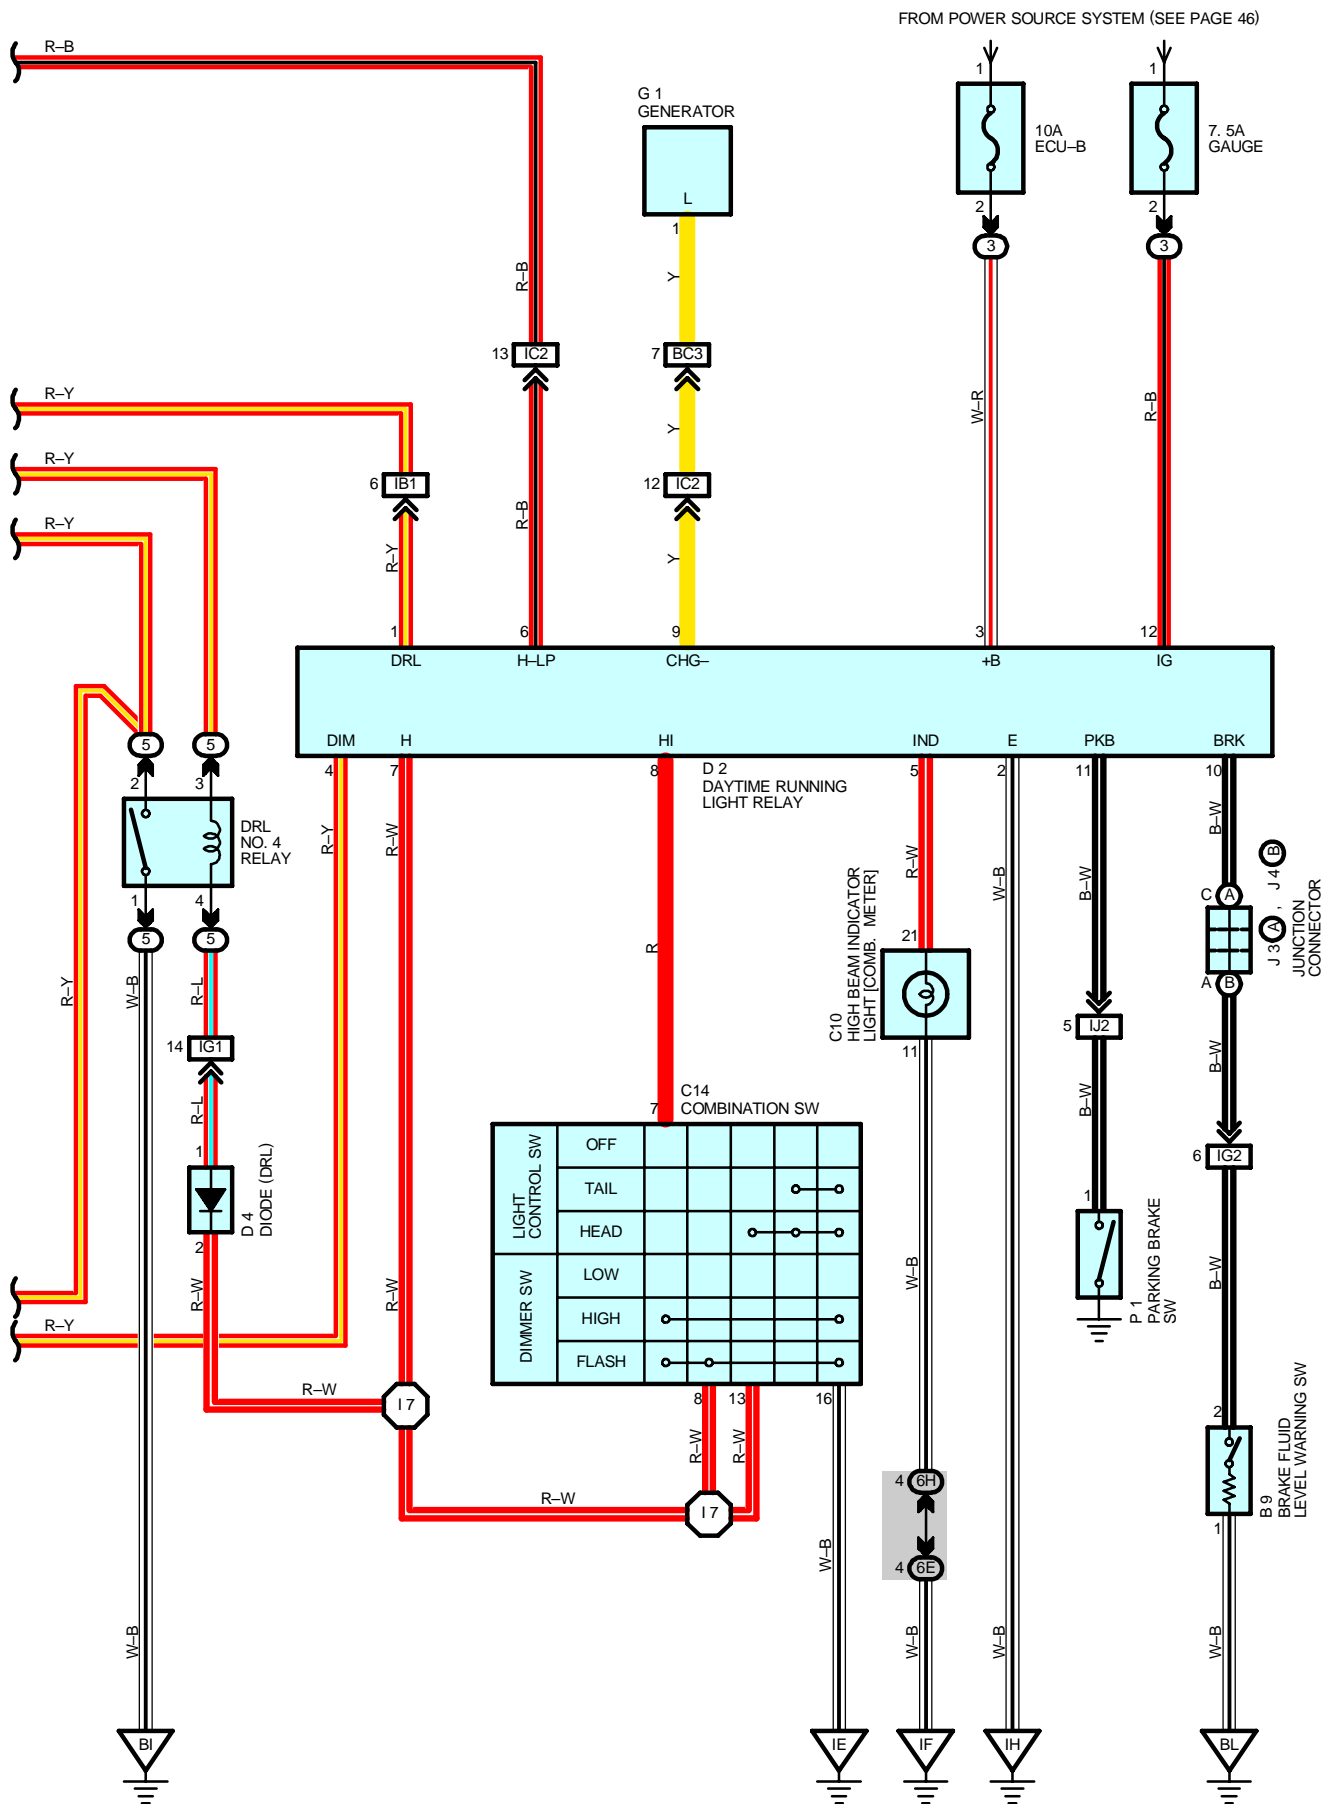 FROM POWER SOURCE SYSTEM (SEE PAGE 46)
R–B
G 1
GENERATOR
L
1
1
10A
ECU–B
2
3
1
7. 5A
GAUGE
2
3
R–B
Y
13 IC2
7 BC3
W–R
R–B
R–Y
Y
R–Y
6 IB1
12 IC2
R–Y
R–B
R–Y
Y
1
6
9
3
12
DRL
H–LP
CHG–
+B
IG
DIM
H
HI
IND
E
PKB
BRK
4
7
8
5
2
11
10
D 2
DAYTIME RUNNING
LIGHT RELAY
5
5
2
3
DRL
NO. 4
RELAY
1
4
5
5
R–Y
R–W
R–W
W–B
B–W
B–W
C A
J 3 A , J 4 B
JUNCTION
CONNECTOR
A B
R–Y
W–B
R–L
R
21
C10
HIGH BEAM INDICATOR
LIGHT [COMB. METER]
11
14 IG1
5 IJ2
B–W
R–L
B–W
C14
COMBINATION SW
7
LIGHT
CONTROL SW
OFF
TAIL
HEAD
DIMMER SW
LOW
HIGH
FLASH
1
D 4
DIODE (DRL)
2
6 IG2
1
P 1
PARKING BRAKE
SW
R–W
R–W
W–B
B–W
R–Y
R–W
I 7
8
13
16
R–W
R–W
R–W
I 7
2
B 9
BRAKE FLUID
LEVEL WARNING SW
1
4 6H
4 6E
W–B
W–B
W–B
W–B
W–B
BI
IE
IF
IH
BL